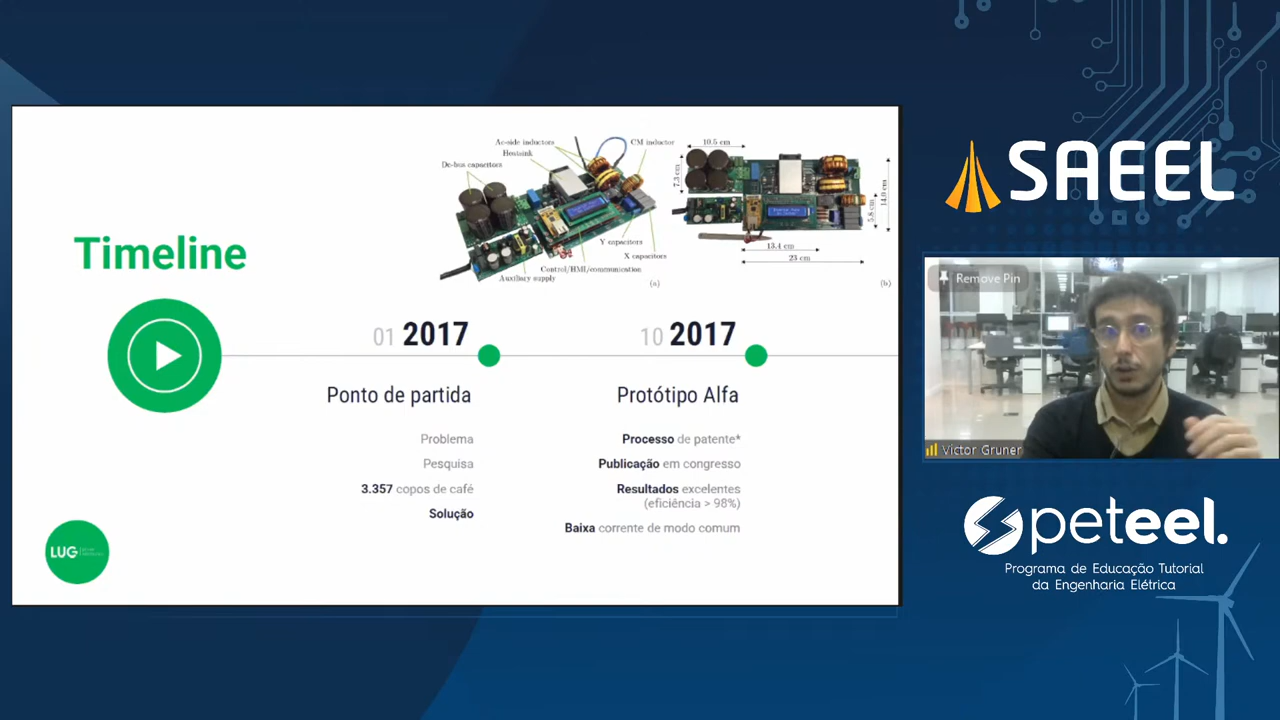 Timeline
Ac-side inductors
Heatsink
Dc-bus capacitors
CM inductor
Y capacitors
X capacitors
Control/HMI/communication
Auxiliary supply
(a)
10.5 cm
7.3 cm
14.0 cm
5.8 cm
13.4 cm
23 cm
(b)
01 2017
Ponto de partida
Problema
Pesquisa
3.357 copos de café
Solução
10 2017
Protótipo Alfa
Processo de patente*
Publicação em congresso
Resultados excelentes
(eficiência > 98%)
Baixa corrente de modo comum
LUG
SAEEL
Remove Pin
Victor Gruner
peteel.
Programa de Educação Tutorial
da Engenharia Elétrica